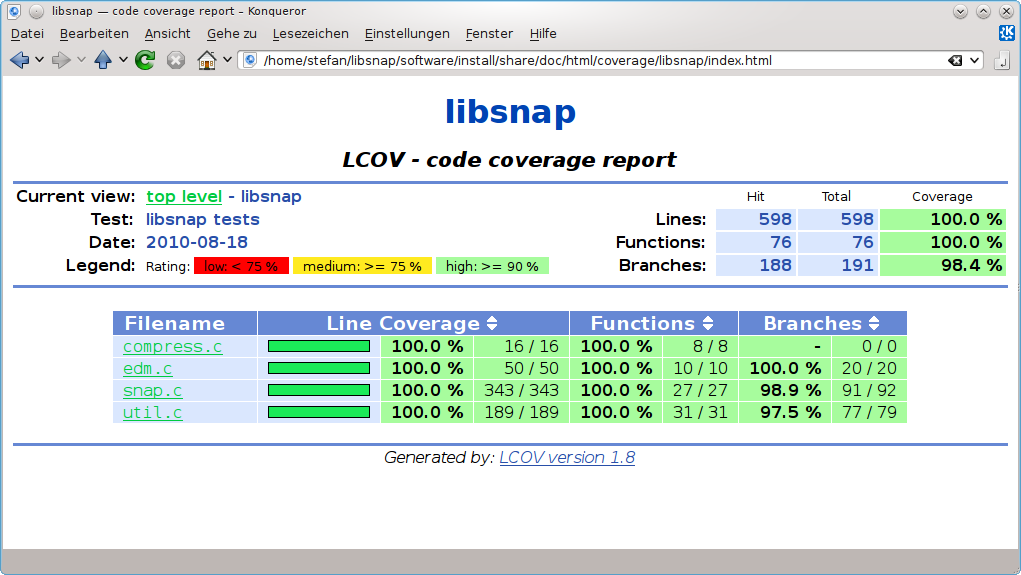 libsnap — code coverage report – Konqueror
Datei Bearbeiten Ansicht Gehe zu Lesezeichen Einstellungen Fenster Hilfe
/home/stefan/libsnap/software/install/share/doc/html/coverage/libsnap/index.html
libsnap
LCOV - code coverage report
Current view: top level - libsnap Hit Total Coverage
Test: libsnap tests Lines: 598 598 100.0 %
Date: 2010-08-18 Functions: 76 76 100.0 %
Legend: Rating: low: < 75 % medium: >= 75 % high: >= 90 % Branches: 188 191 98.4 %
Filename Line Coverage Functions Branches
compress.c 100.0 % 16 / 16 100.0 % 8 / 8 - 0 / 0
edm.c 100.0 % 50 / 50 100.0 % 10 / 10 100.0 % 20 / 20
snap.c 100.0 % 343 / 343 100.0 % 27 / 27 98.9 % 91 / 92
util.c 100.0 % 189 / 189 100.0 % 31 / 31 97.5 % 77 / 79
Generated by: LCOV version 1.8